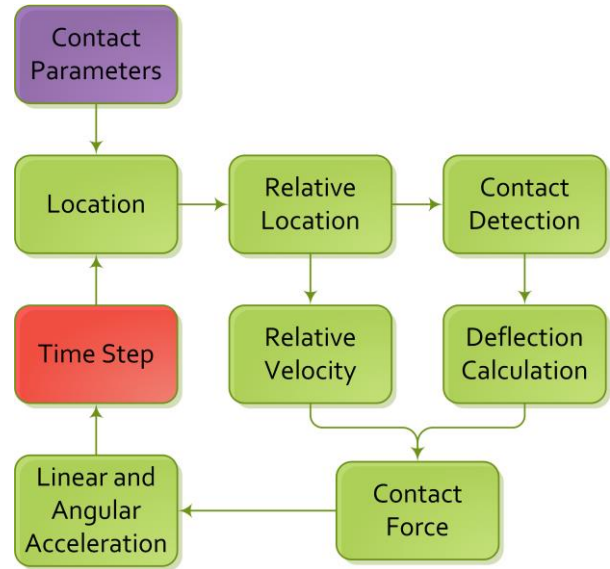 Contact
Parameters
Location
Relative
Location
Contact
Detection
Time Step
Relative
Velocity
Deflection
Calculation
Linear and
Angular
Acceleration
Contact
Force